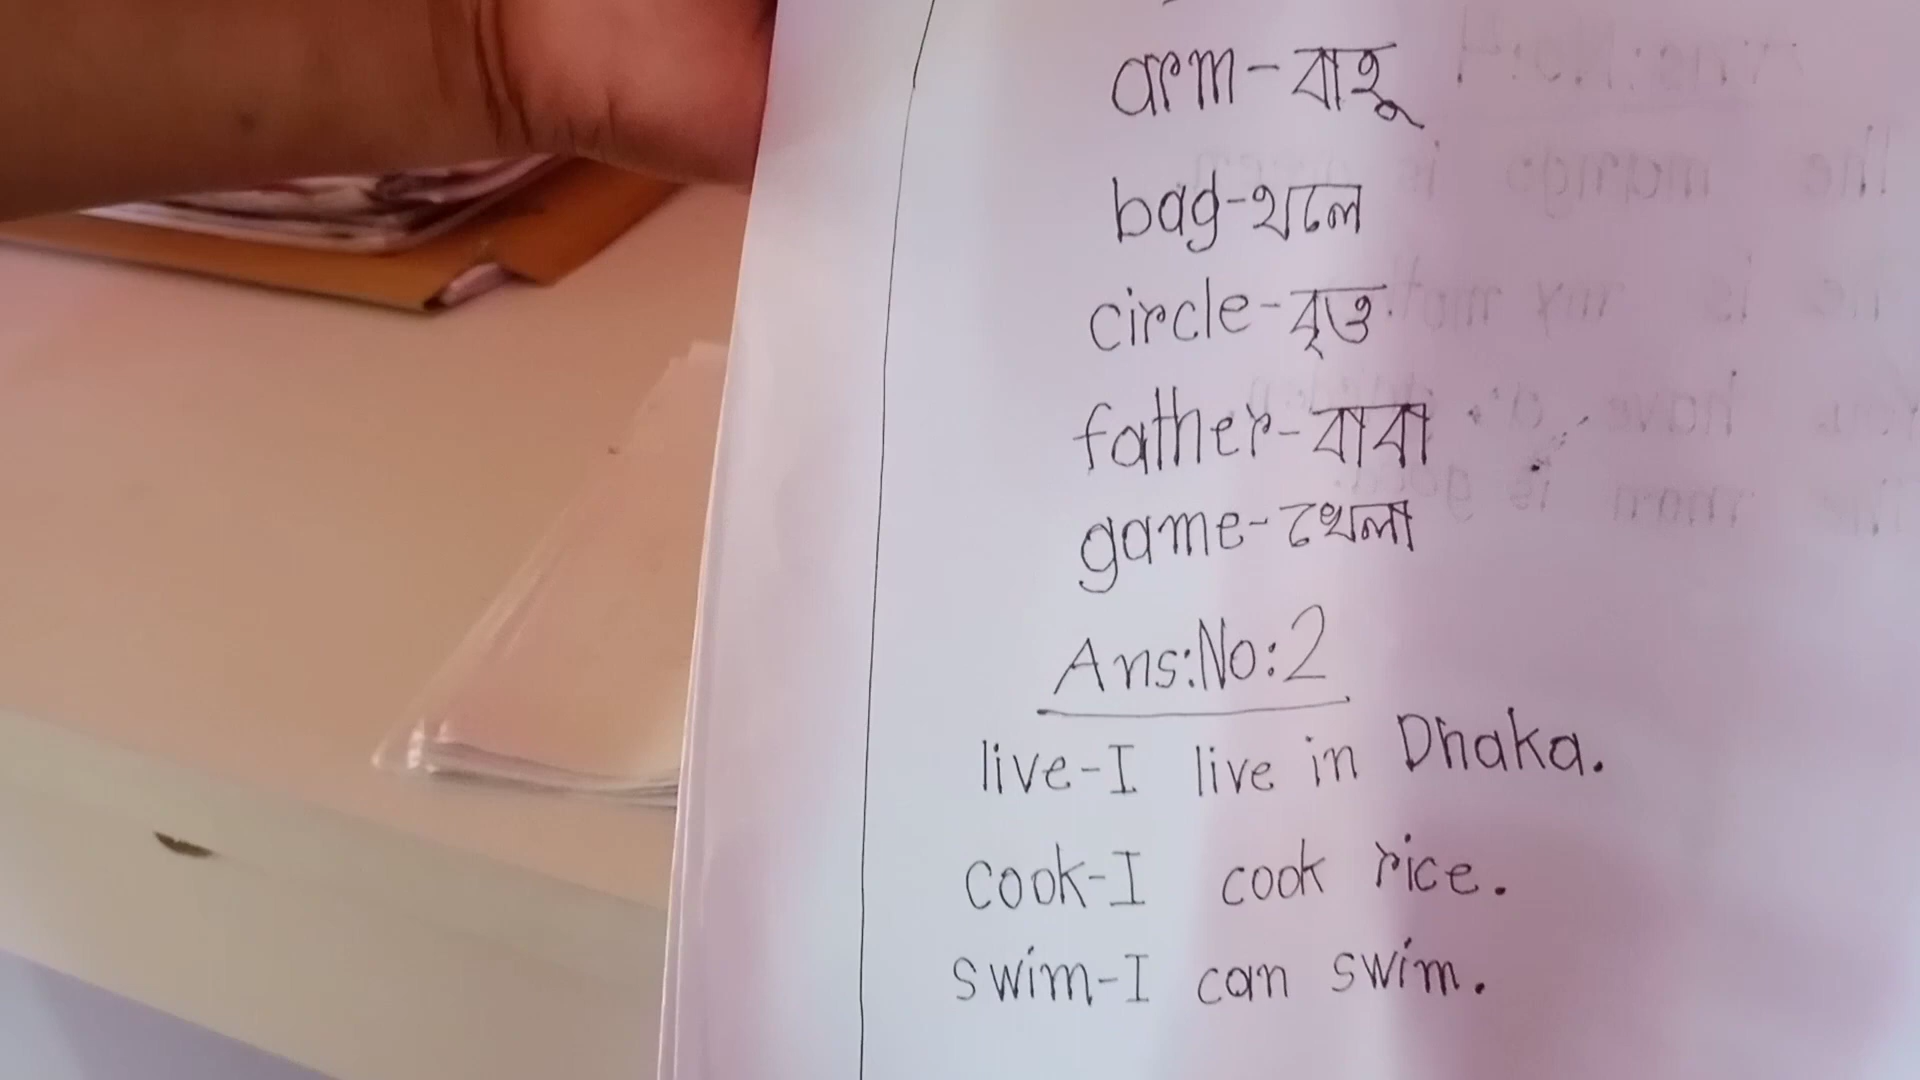 arm-বাহু
bag-থলে
circle-বৃত্ত
father-বাবা
game-খেলা
Ans:No:2
live-I live in Dhaka.
cook-I cook rice.
swim-I can swim.